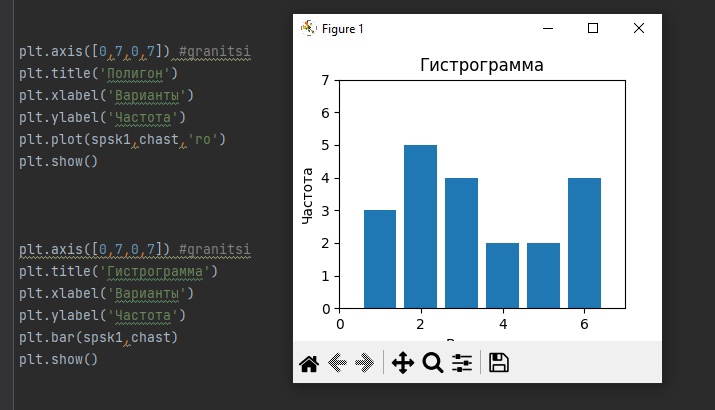 plt.axis([0,7,0,7]) #granitsi
plt.title('Полигон')
plt.xlabel('Варианты')
plt.ylabel('Частота')
plt.plot(spsk1,chast,'ro')
plt.show()
plt.axis([0,7,0,7]) #granitsi
plt.title('Гистрограмма')
plt.xlabel('Варианты')
plt.ylabel('Частота')
plt.bar(spsk1,chast)
plt.show()
Figure 1
Гистрограмма
Частота
7
6
5
4
3
2
1
0
0 2 4 6